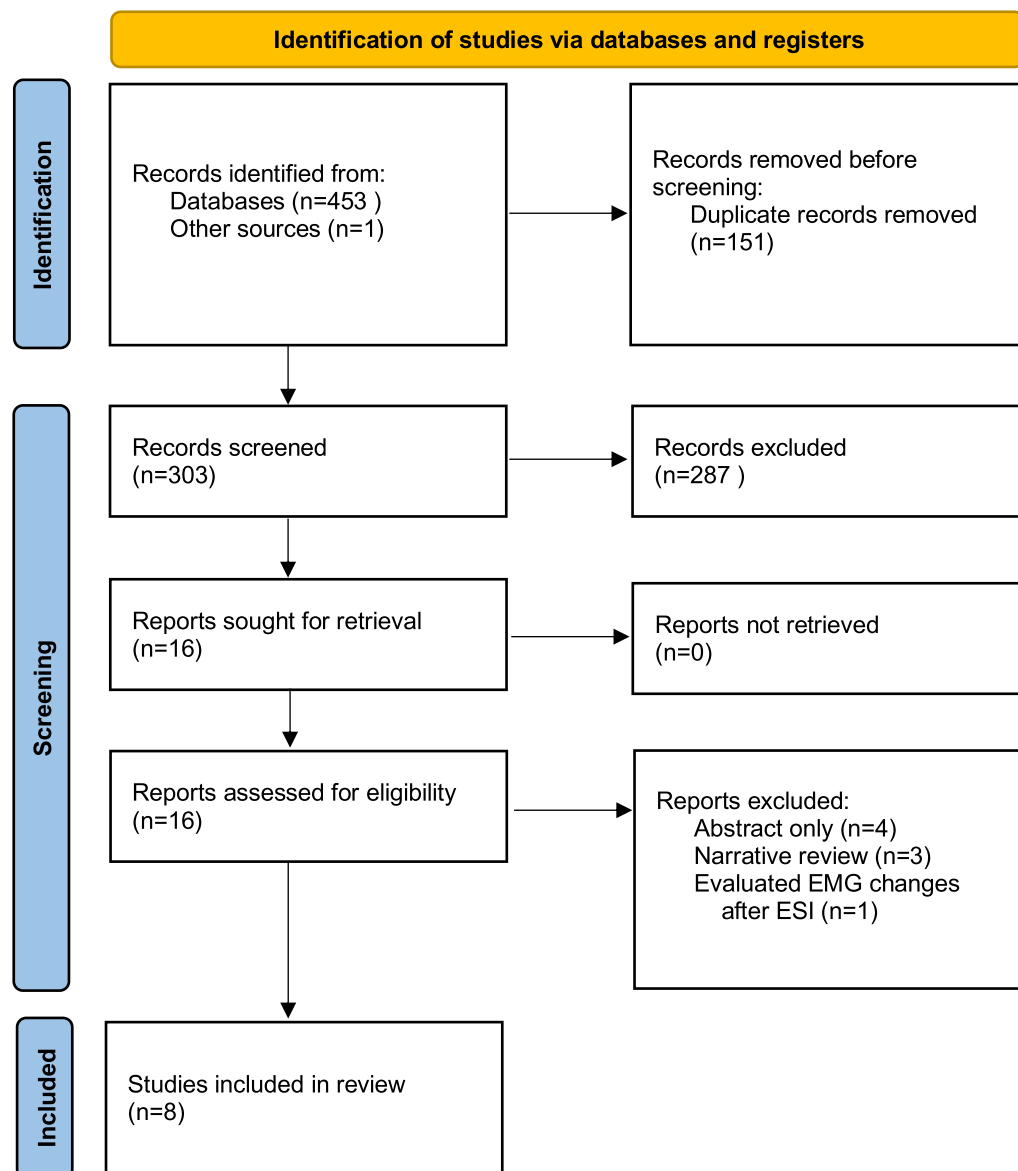 Identification of studies via databases and registers
Identification
Records identified from:
Databases (n=453 )
Other sources (n=1)
Records removed before
screening:
Duplicate records removed
(n=151)
Screening
Records screened
(n=303)
Records excluded
(n=287 )
Reports sought for retrieval
(n=16)
Reports not retrieved
(n=0)
Reports assessed for eligibility
(n=16)
Reports excluded:
Abstract only (n=4)
Narrative review (n=3)
Evaluated EMG changes
after ESI (n=1)
Included
Studies included in review
(n=8)